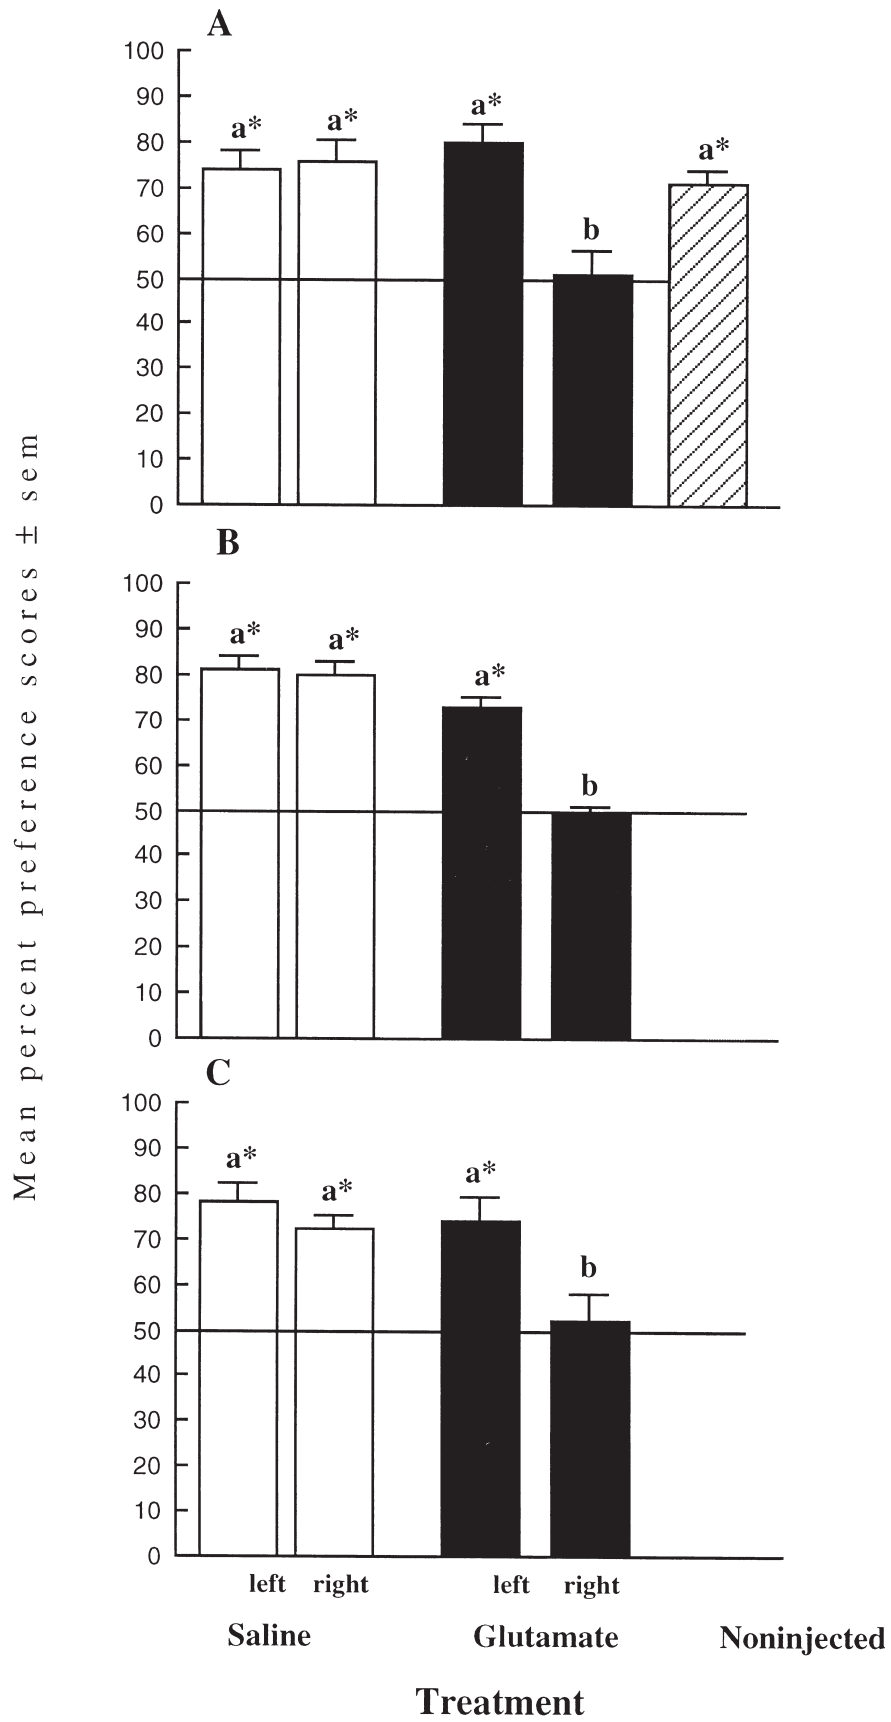 A
100
90
80
70
60
50
40
30
20
10
0
a*
a*
a*
b
a*
B
100
90
80
70
60
50
40
30
20
10
0
a*
a*
a*
b
C
100
90
80
70
60
50
40
30
20
10
0
a*
a*
a*
b
Mean percent preference scores ± sem
left right left right
Saline Glutamate Noninjected
Treatment